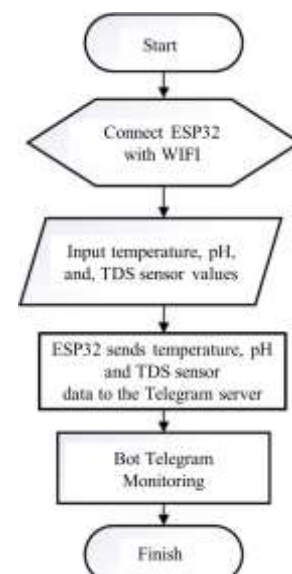 Start
Connect ESP32
with WIFI
Input temperature, pH,
and, TDS sensor values
ESP32 sends temperature, pH
and TDS sensor
data to the Telegram server
Bot Telegram
Monitoring
Finish